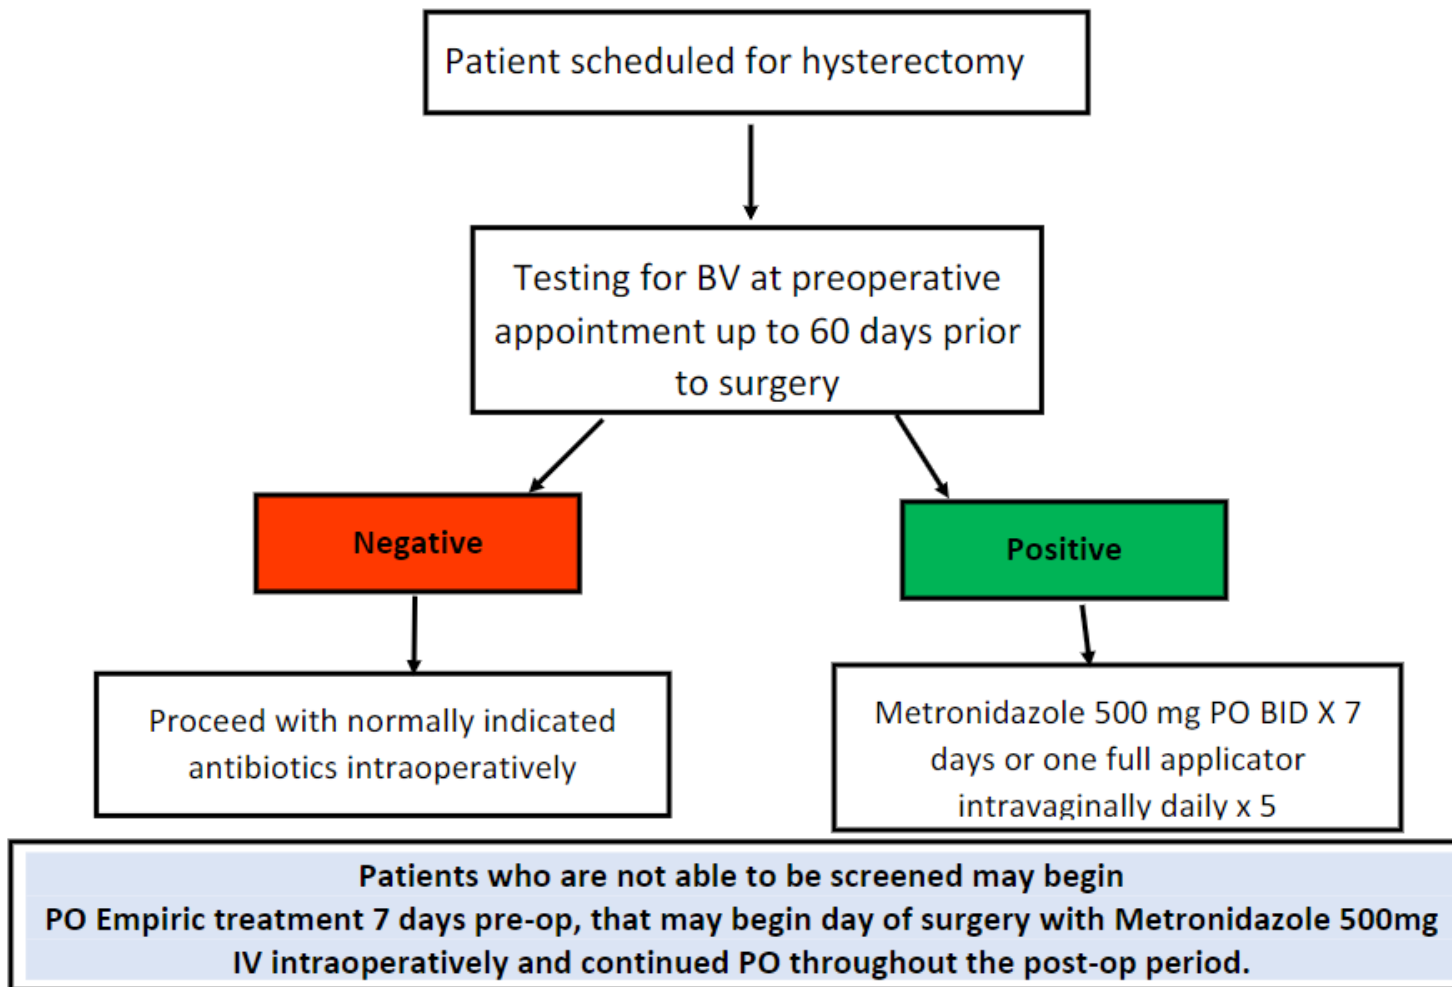 Patient scheduled for hysterectomy
Testing for BV at preoperative
appointment up to 60 days prior
to surgery
Negative
Positive
Proceed with normally indicated
antibiotics intraoperatively
Metronidazole 500 mg PO BID X 7
days or one full applicator
intravaginally daily x 5
Patients who are not able to be screened may begin
PO Empiric treatment 7 days pre-op, that may begin day of surgery with Metronidazole 500mg
IV intraoperatively and continued PO throughout the post-op period.